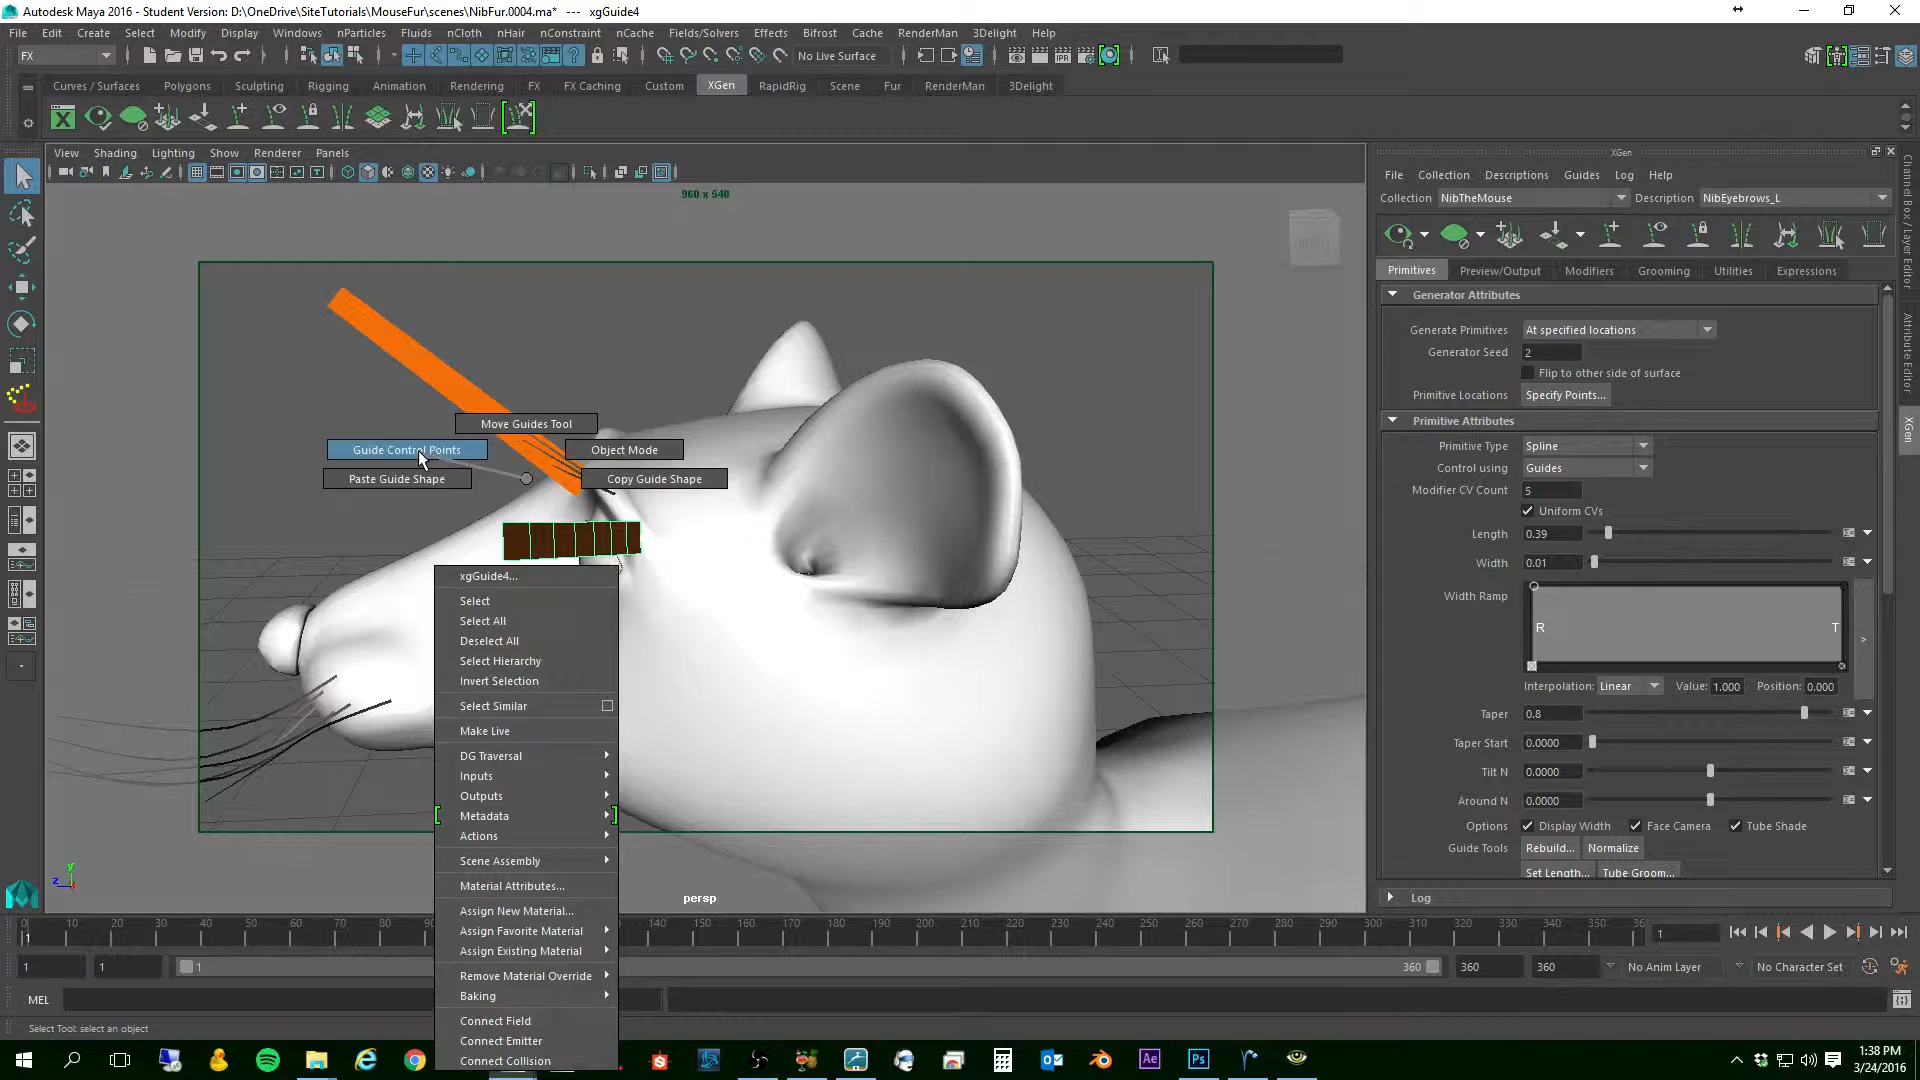 Autodesk Maya 2016 - Student Version: D:\OneDrive\SiteTutorials\MouseFur\scenes\NibFur.0004.ma* --- xgGuide4
File Edit Create Select Modify Display Windows nParticles Fluids nCloth nHair nConstraint nCache Fields/Solvers Effects Bifrost Cache RenderMan 3Delight Help
FX No Live Surface
Curves / Surfaces Polygons Sculpting Rigging Animation Rendering FX FX Caching Custom XGen RapidRig Scene Fur RenderMan 3Delight
View Shading Lighting Show Renderer Panels
960 x 540
Move Guides Tool
Guide Control Points
Object Mode
Paste Guide Shape
Copy Guide Shape
xgGuide4...
Select
Select All
Deselect All
Select Hierarchy
Invert Selection
Select Similar
Make Live
DG Traversal
Inputs
Outputs
Metadata
Actions
Scene Assembly
Material Attributes...
Assign New Material...
Assign Favorite Material
Assign Existing Material
Remove Material Override
Baking
Connect Field
Connect Emitter
Connect Collision
persp
XGen
File Collection Descriptions Guides Log Help
Collection NibTheMouse Description NibEyebrows_L
Primitives Preview/Output Modifiers Grooming Utilities Expressions
Generator Attributes
Generate Primitives At specified locations
Generator Seed 2
Flip to other side of surface
Primitive Locations Specify Points...
Primitive Attributes
Primitive Type Spline
Control using Guides
Modifier CV Count 5
Uniform CVs
Length 0.39
Width 0.01
Width Ramp
R T
Interpolation: Linear Value: 1.000 Position: 0.000
Taper 0.8
Taper Start 0.0000
Tilt N 0.0000
Around N 0.0000
Options Display Width Face Camera Tube Shade
Guide Tools Rebuild... Normalize
Set Length... Tube Groom...
Log
Channel Box / Layer Editor
Attribute Editor
XGen
0 10 20 30 40 50 60 70 80 140 150 160 170 180 190 200 210 220 230 240 250 260 270 280 290 300 310 320 330 340 350
1 1
1 1 1 360 360 360 No Anim Layer No Character Set
MEL
Select Tool: select an object
1:38 PM
3/24/2016